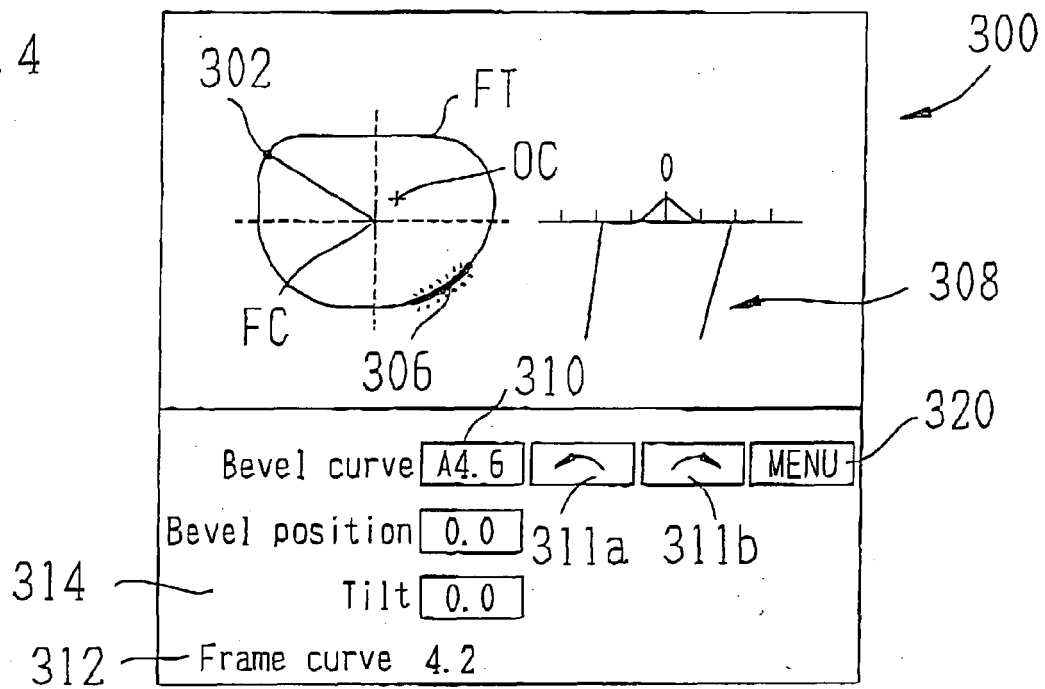 4
300
302
FT
OC
0
308
FC
306
310
320
Bevel curve A4.6 MENU
Bevel position 0.0
311a 311b
314
Tilt 0.0
312
Frame curve 4.2